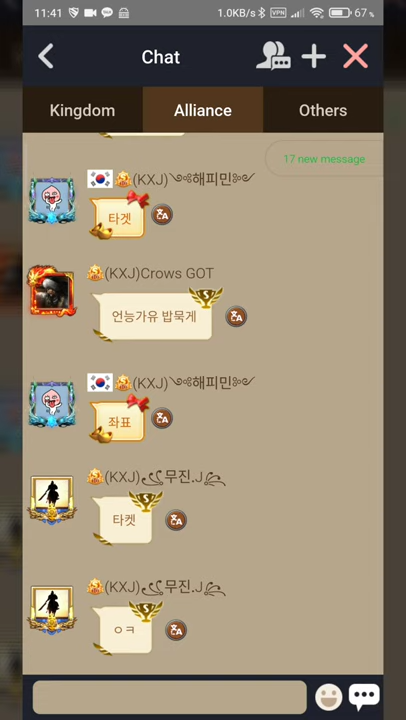 11:41 1.0KB/s VPN 67%
Chat
Kingdom Alliance Others
17 new message
(KXJ)༺해피민༻
타겟
(KXJ)Crows GOT
언능가유 밥묵게
(KXJ)༺해피민༻
좌표
(KXJ)무진.J
타켓
(KXJ)무진.J
ㅇㅋ